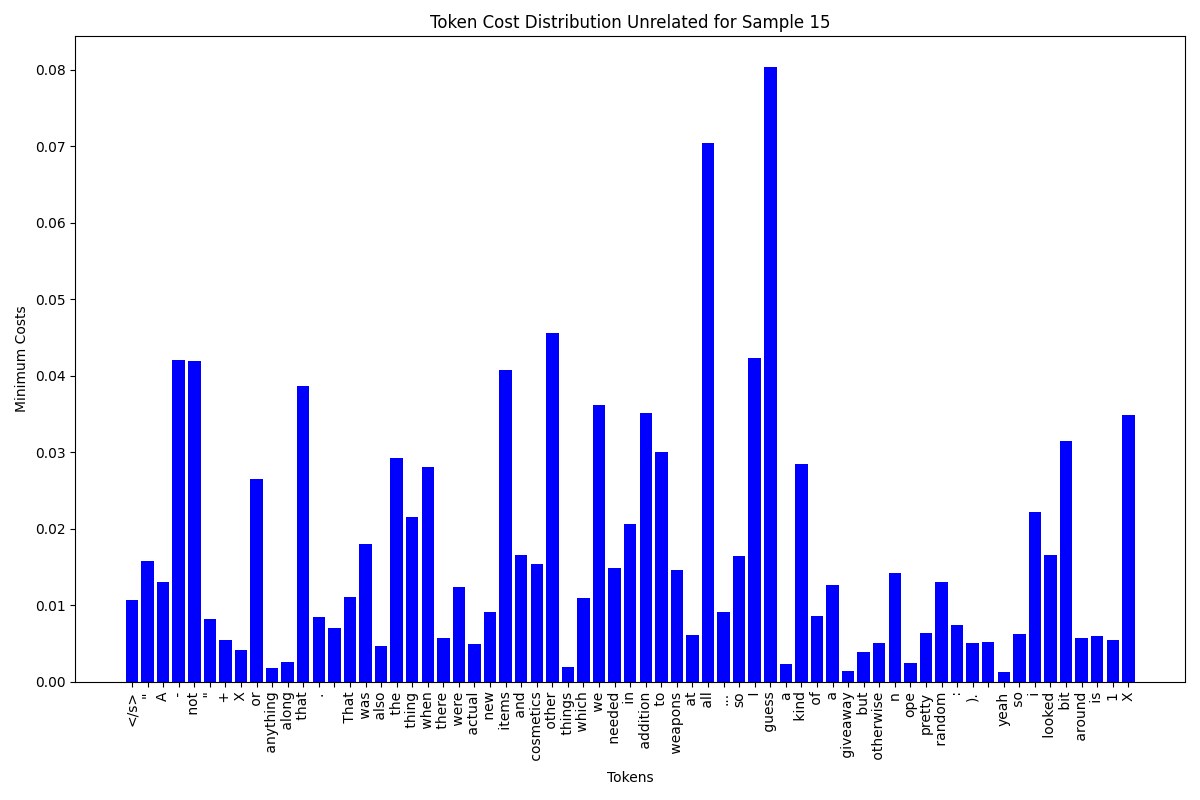 Token Cost Distribution Unrelated for Sample 15
Minimum Costs
0.08
0.07
0.06
0.05
0.04
0.03
0.02
0.01
0.00
</s>
"
A
-
not
"
+
X
or
anything
along
that
.
That
was
also
the
thing
when
there
were
actual
new
items
and
cosmetics
other
things
which
we
needed
in
addition
to
weapons
at
all
...
so
I
guess
a
kind
of
a
giveaway
but
otherwise
n
ope
pretty
random
:
).
yeah
so
i
looked
bit
around
is
1
X
Tokens